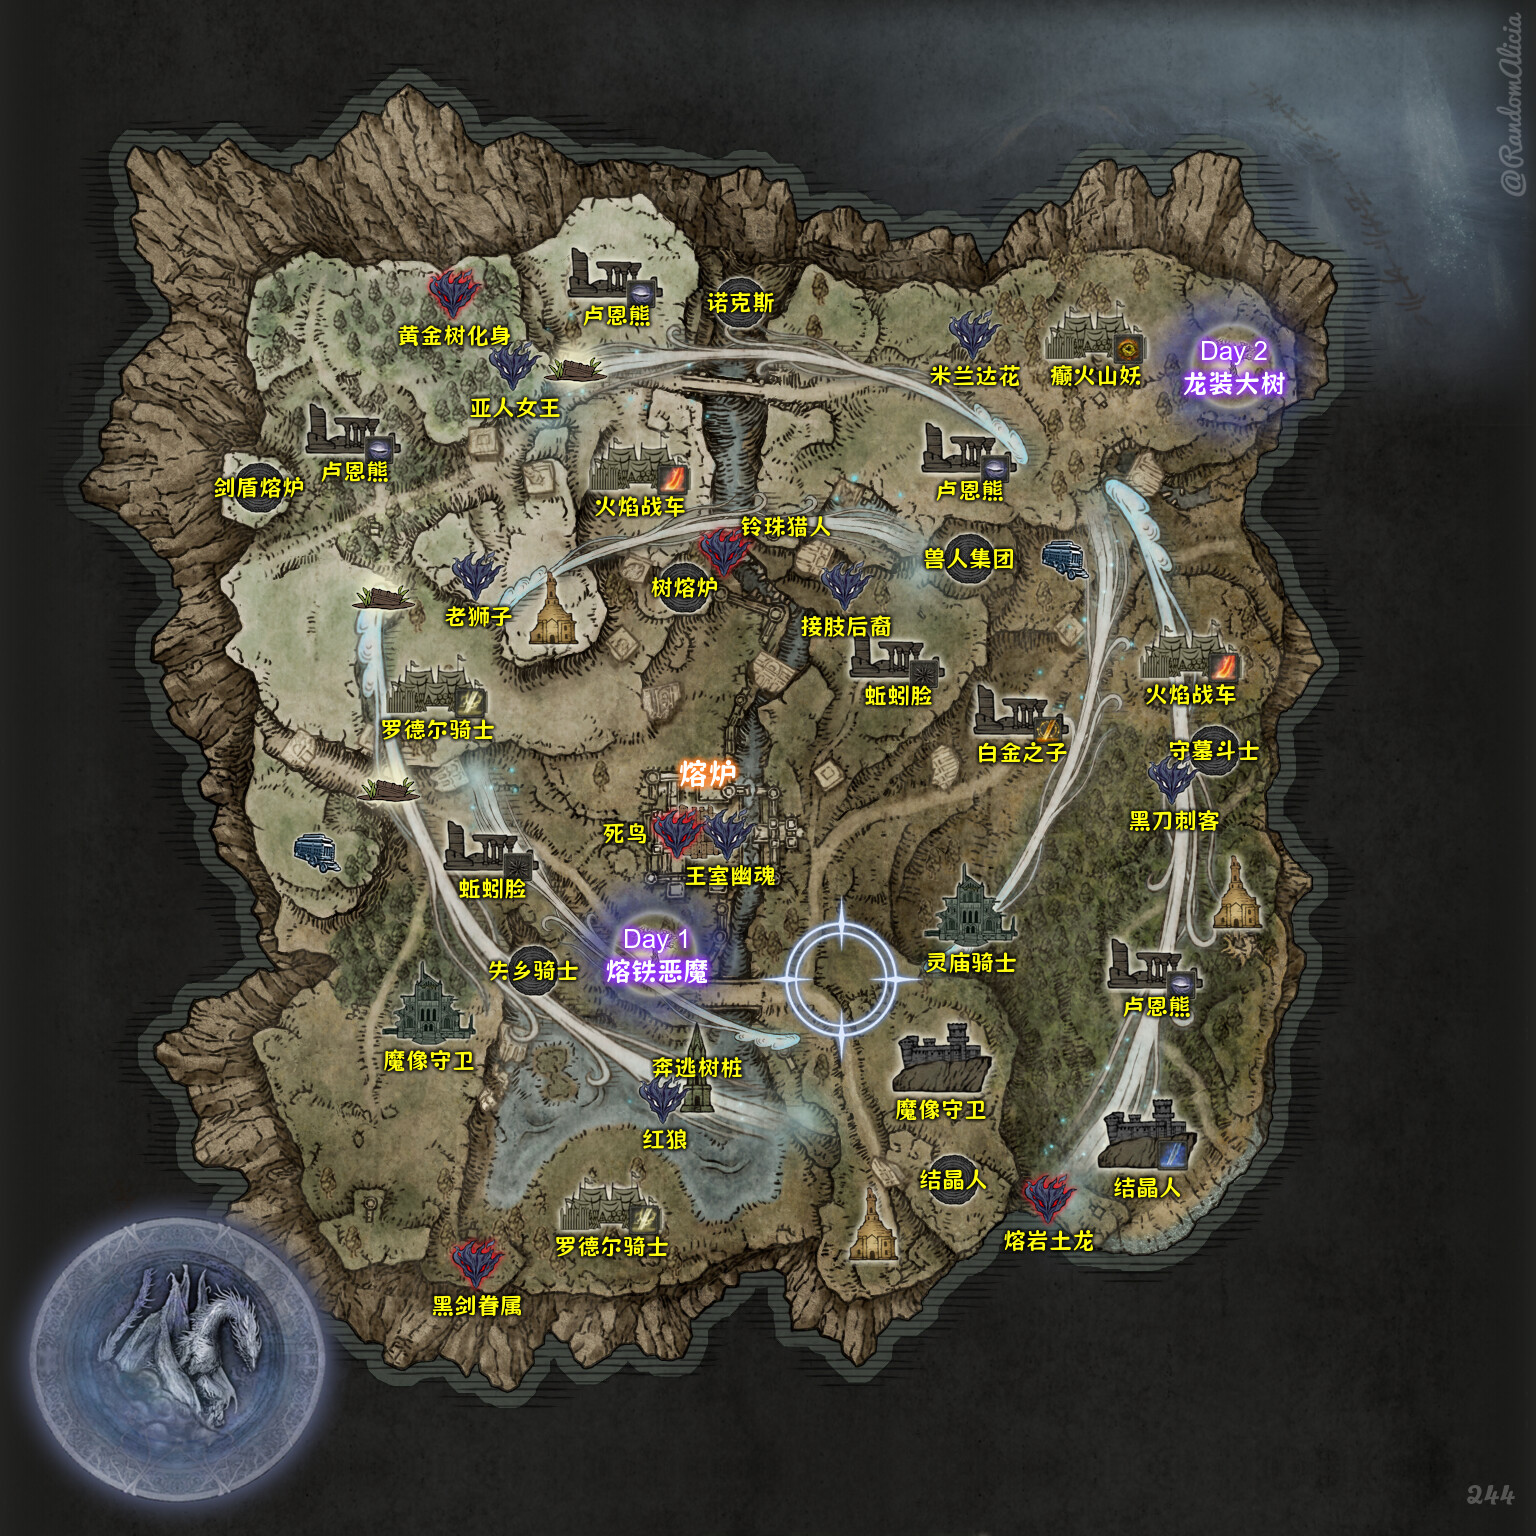 @RandomAlicia
黄金树化身
卢恩熊
诺克斯
亚人女王
米兰达花
癫火山妖
Day 2
龙装大树
卢恩熊
剑盾熔炉
火焰战车
卢恩熊
铃珠猎人
兽人集团
树熔炉
老狮子
接肢后裔
蚯蚓脸
火焰战车
罗德尔骑士
白金之子
守墓斗士
熔炉
黑刀刺客
死鸟
王室幽魂
蚯蚓脸
Day 1
熔铁恶魔
失乡骑士
灵庙骑士
卢恩熊
魔像守卫
奔逃树桩
红狼
魔像守卫
结晶人
结晶人
熔岩土龙
罗德尔骑士
黑剑眷属
244